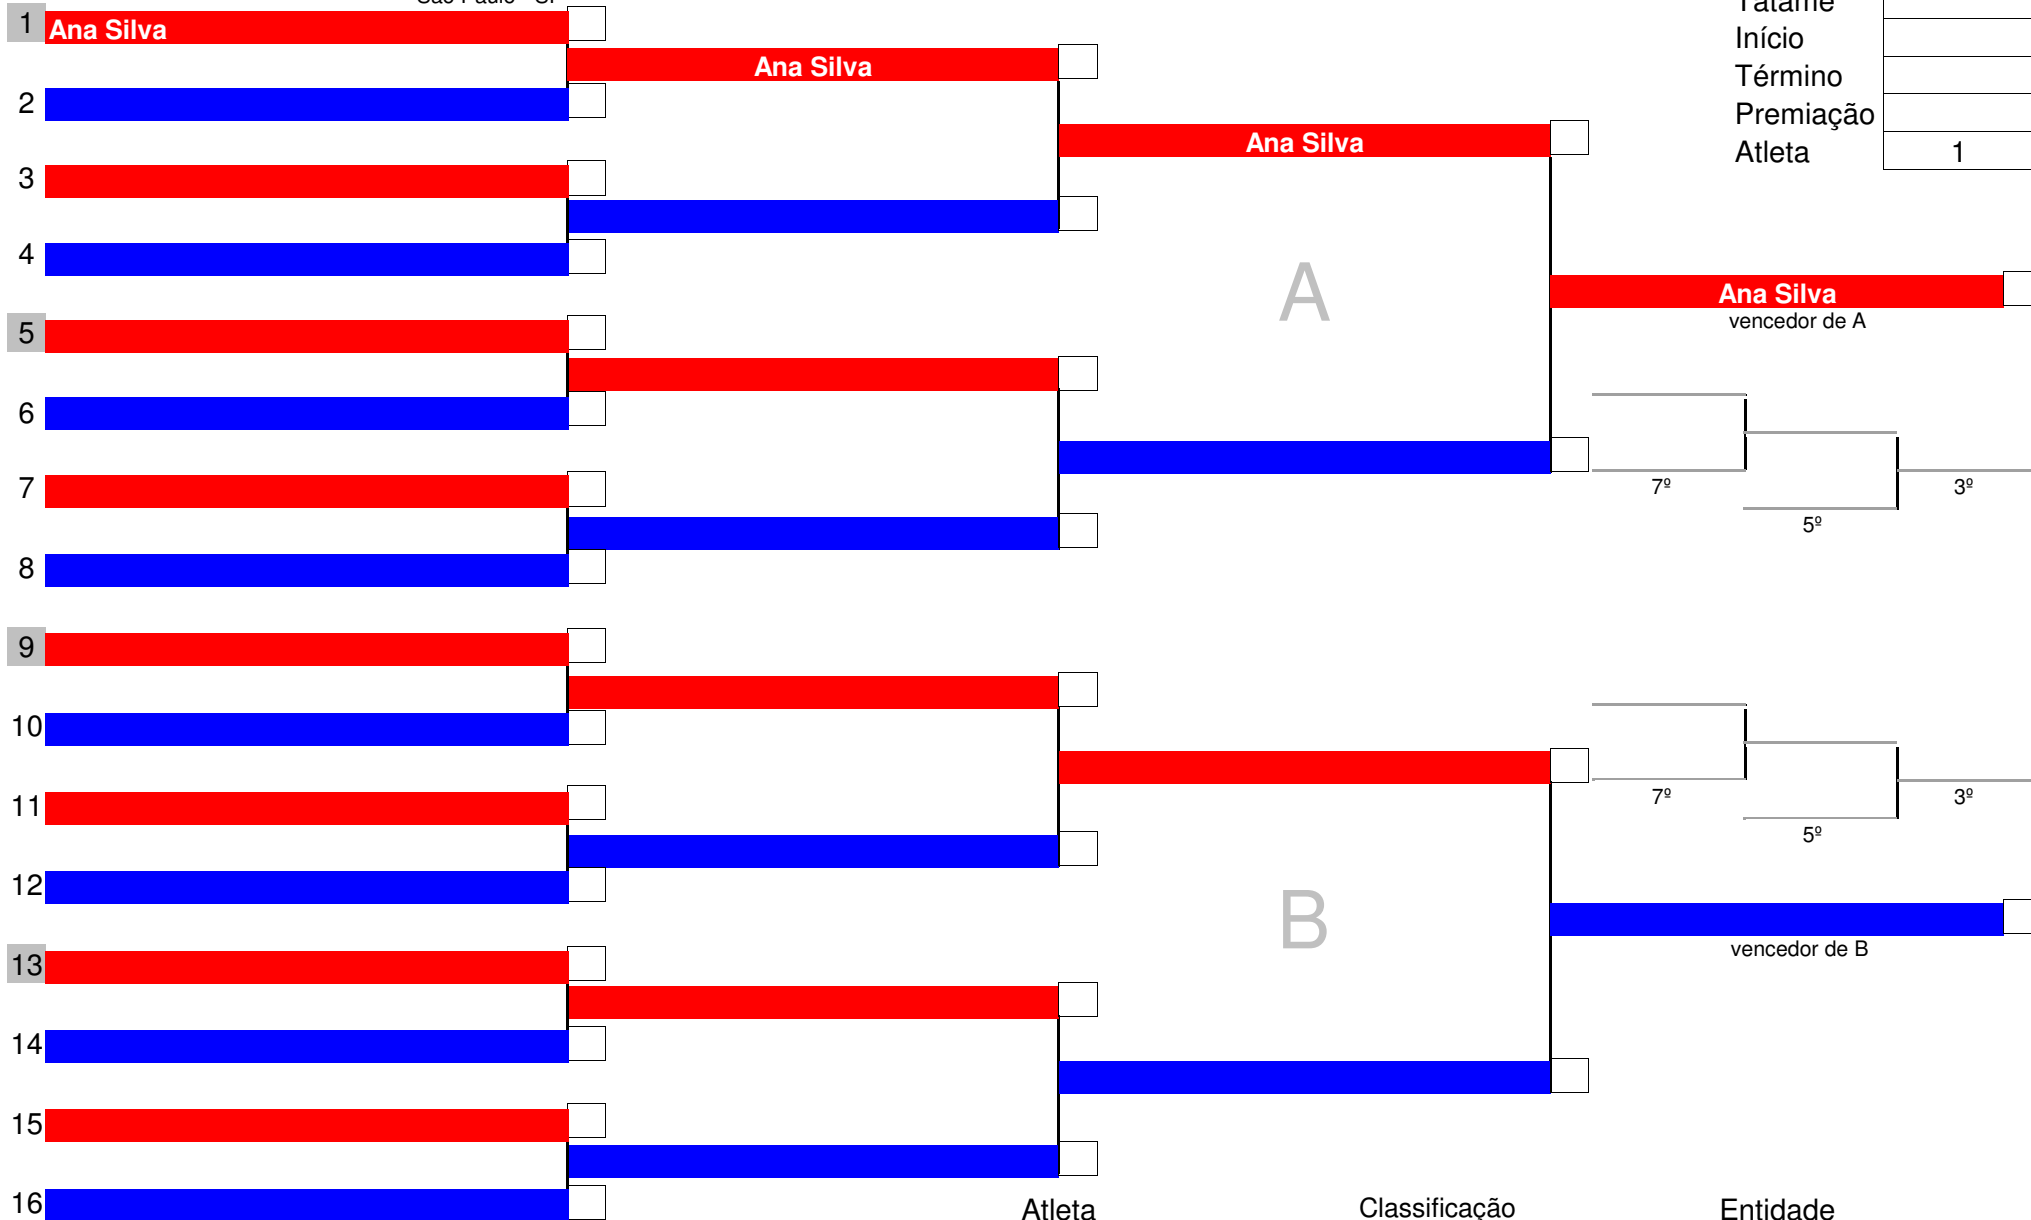 1 Ana Silva
Ana Silva
Início
2
Término
Premiação
Ana Silva
Atleta 1
3
4
A
Ana Silva
vencedor de A
5
6
7
7º 3º
5º
8
9
10
11
7º 3º
5º
12
B
vencedor de B
13
14
15
16
Atleta Classificação Entidade